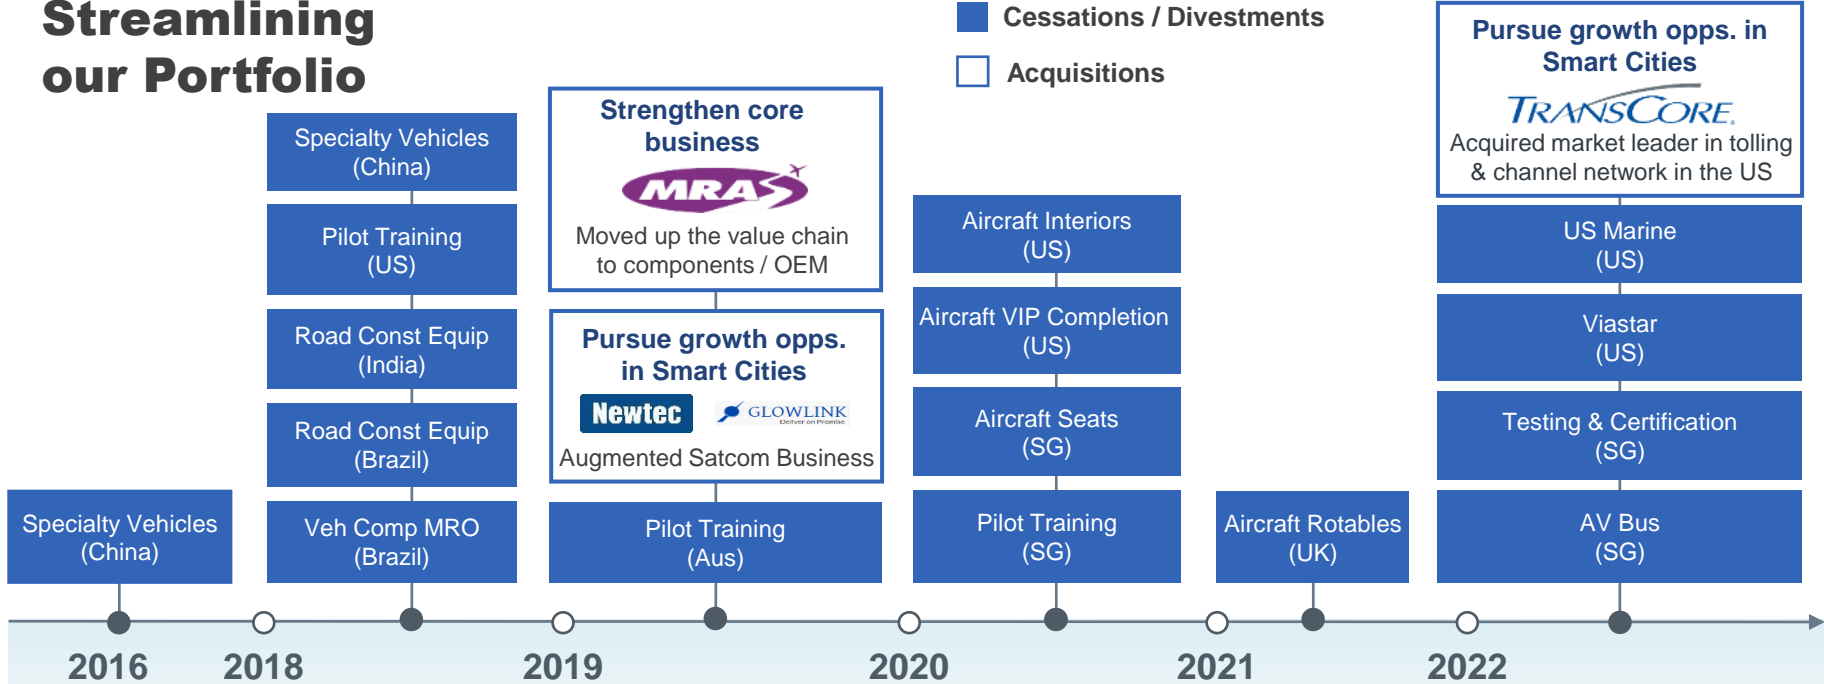 Streamlining
our Portfolio
Cessations / Divestments
Acquisitions
Specialty Vehicles
(China)
Specialty Vehicles
(China)
Pilot Training
(US)
Road Const Equip
(India)
Road Const Equip
(Brazil)
Veh Comp MRO
(Brazil)
Strengthen core
business
MRAS
Moved up the value chain
to components / OEM
Pursue growth opps.
in Smart Cities
Newtec
GLOWLINK
Deliver on Promise
Augmented Satcom Business
Pilot Training
(Aus)
Aircraft Interiors
(US)
Aircraft VIP Completion
(US)
Aircraft Seats
(SG)
Pilot Training
(SG)
Aircraft Rotables
(UK)
Pursue growth opps. in
Smart Cities
TRANSCORE®
Acquired market leader in tolling
& channel network in the US
US Marine
(US)
Viastar
(US)
Testing & Certification
(SG)
AV Bus
(SG)
2016
2018
2019
2020
2021
2022